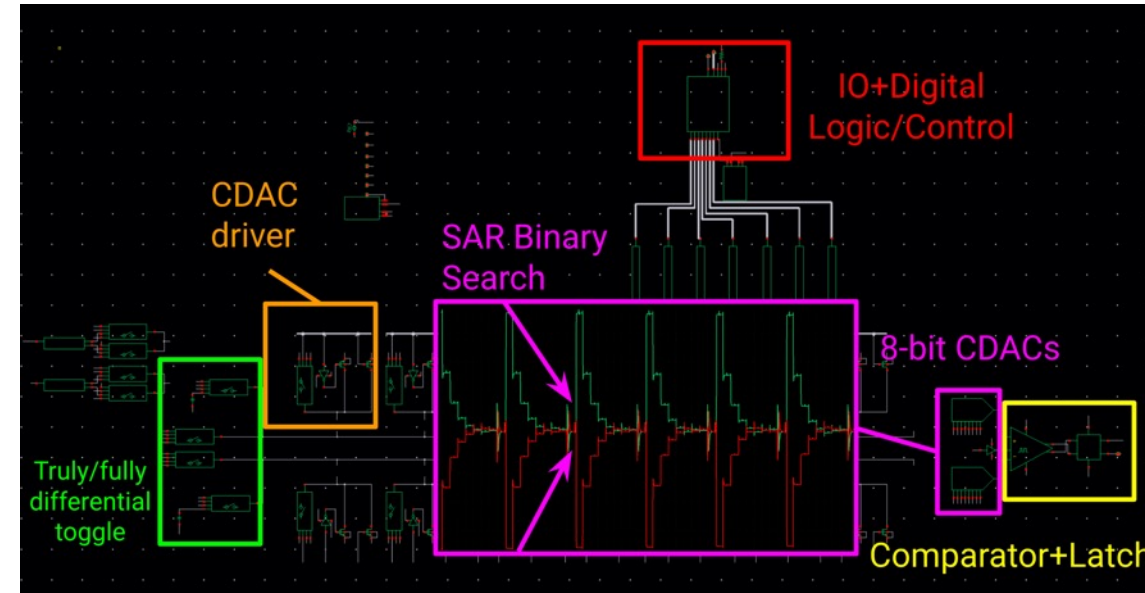 IO+Digital
Logic/Control
CDAC
driver
SAR Binary
Search
8-bit CDACs
Truly/fully
differential
toggle
Comparator+Latch